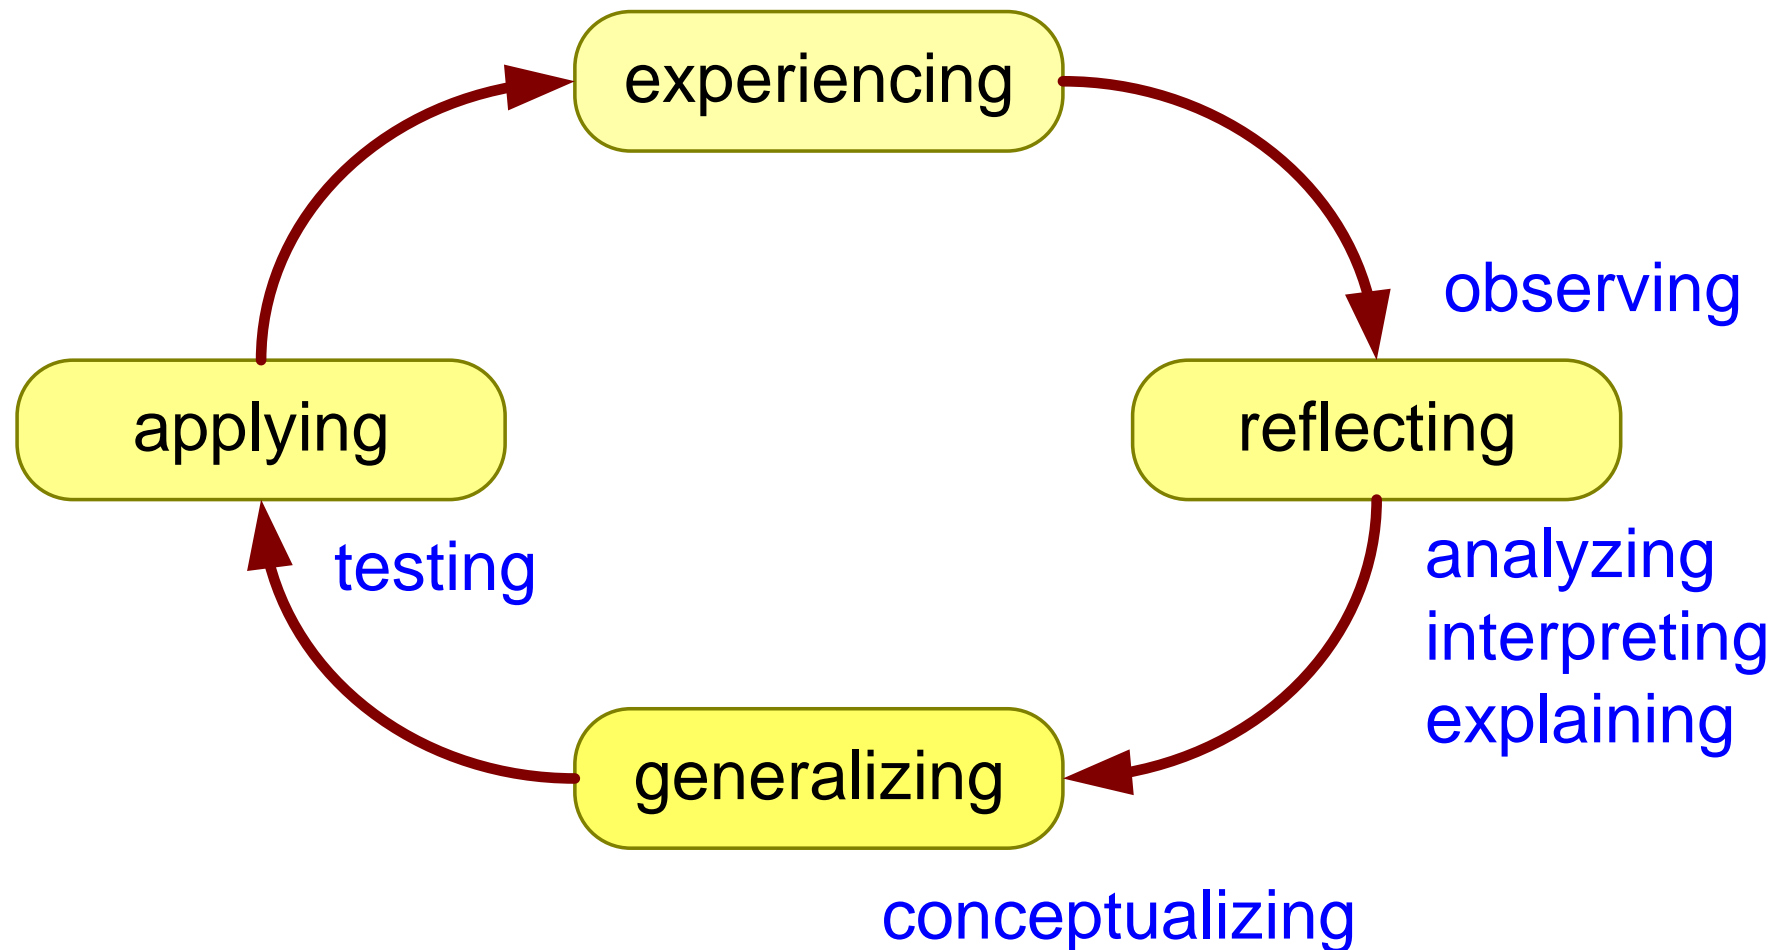 experiencing
observing
applying
reflecting
testing
analyzing
interpreting
explaining
generalizing
conceptualizing